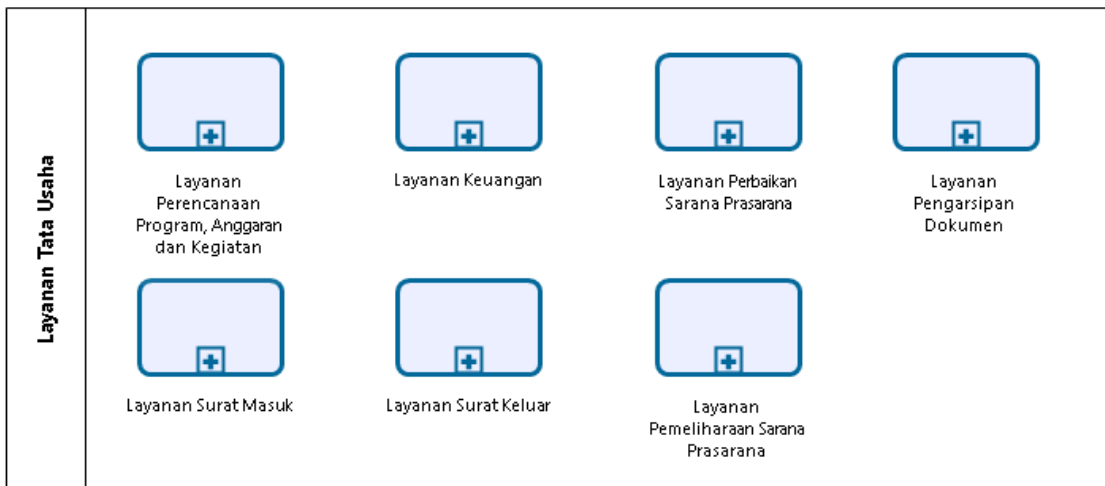 Layanan Tata Usaha
Layanan
Perencanaan
Program, Anggaran
dan Kegiatan
Layanan Keuangan
Layanan Perbaikan
Sarana Prasarana
Layanan
Pengarsipan
Dokumen
Layanan Surat Masuk
Layanan Surat Keluar
Layanan
Pemeliharaan Sarana
Prasarana